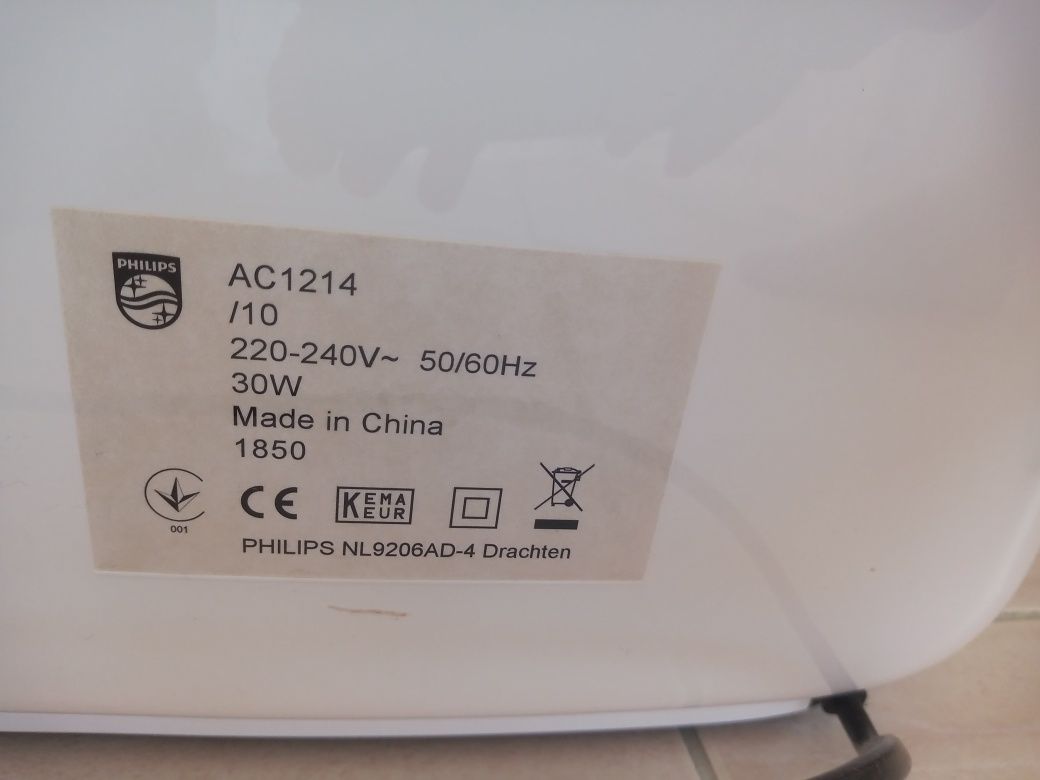 PHILIPS
AC1214
/10
220-240V~ 50/60Hz
30W
Made in China
1850
001
CE
KEMA
KEUR
PHILIPS NL9206AD-4 Drachten